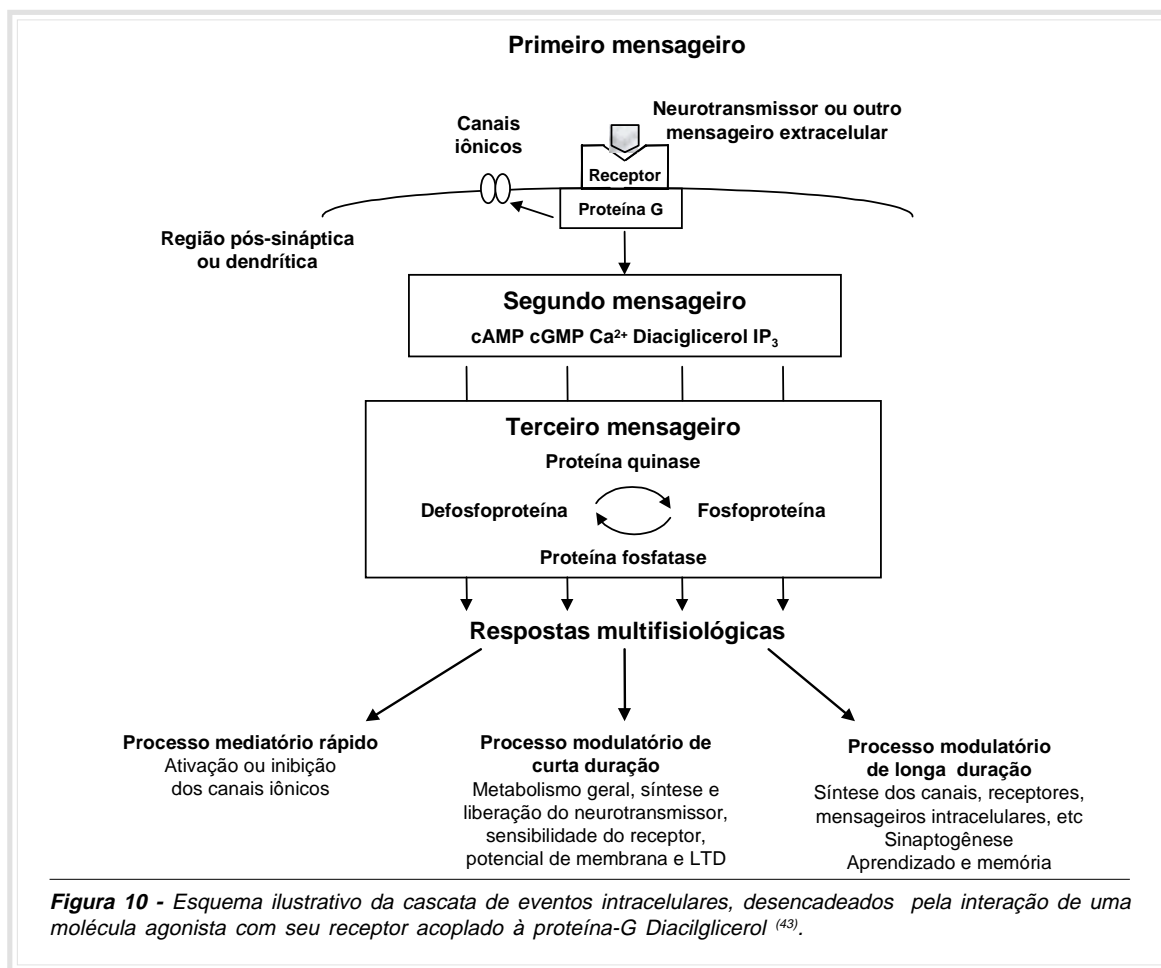 Primeiro mensageiro
Neurotransmissor ou outro
mensageiro extracelular
Canais
iônicos
Receptor
Proteína G
Região pós-sináptica
ou dendrítica
Segundo mensageiro
cAMP cGMP Ca²⁺ Diaciglicerol IP₃
Terceiro mensageiro
Proteína quinase
Defosfoproteína
Fosfoproteína
Proteína fosfatase
Respostas multifisiológicas
Processo mediatório rápido
Ativação ou inibição
dos canais iônicos
Processo modulatório de
curta duração
Metabolismo geral, síntese e
liberação do neurotransmissor,
sensibilidade do receptor,
potencial de membrana e LTD
Processo modulatório
de longa duração
Síntese dos canais, receptores,
mensageiros intracelulares, etc
Sinaptogênese
Aprendizado e memória
Figura 10 - Esquema ilustrativo da cascata de eventos intracelulares, desencadeados pela interação de uma
molécula agonista com seu receptor acoplado à proteína-G Diacilglicerol (43).